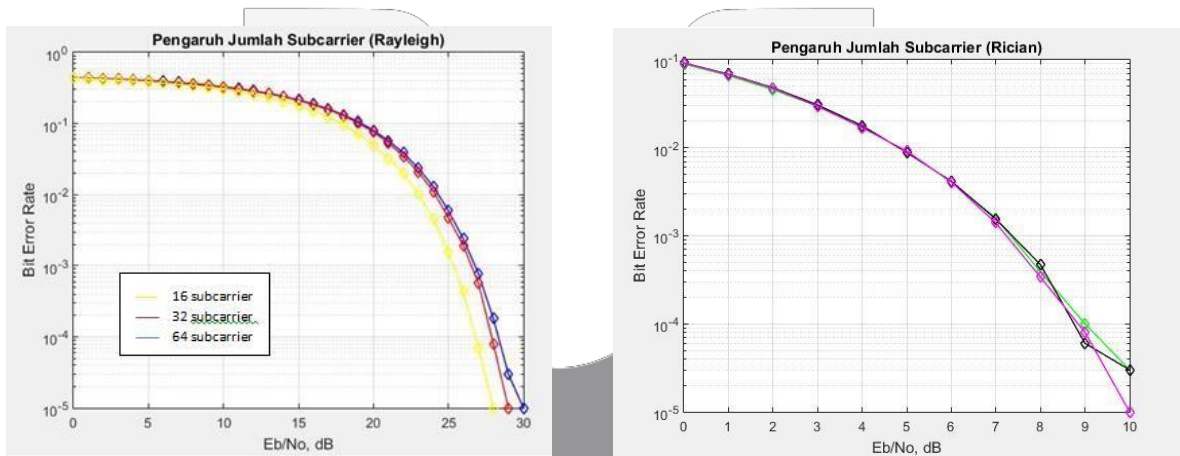 Pengaruh Jumlah Subcarrier (Rayleigh)
10^0
10^-1
10^-2
10^-3
10^-4
10^-5
Bit Error Rate
16 subcarrier
32 subcarrier
64 subcarrier
0 5 10 15 20 25 30
Eb/No, dB
Pengaruh Jumlah Subcarrier (Rician)
10^-1
10^-2
10^-3
10^-4
10^-5
Bit Error Rate
0 1 2 3 4 5 6 7 8 9 10
Eb/No, dB